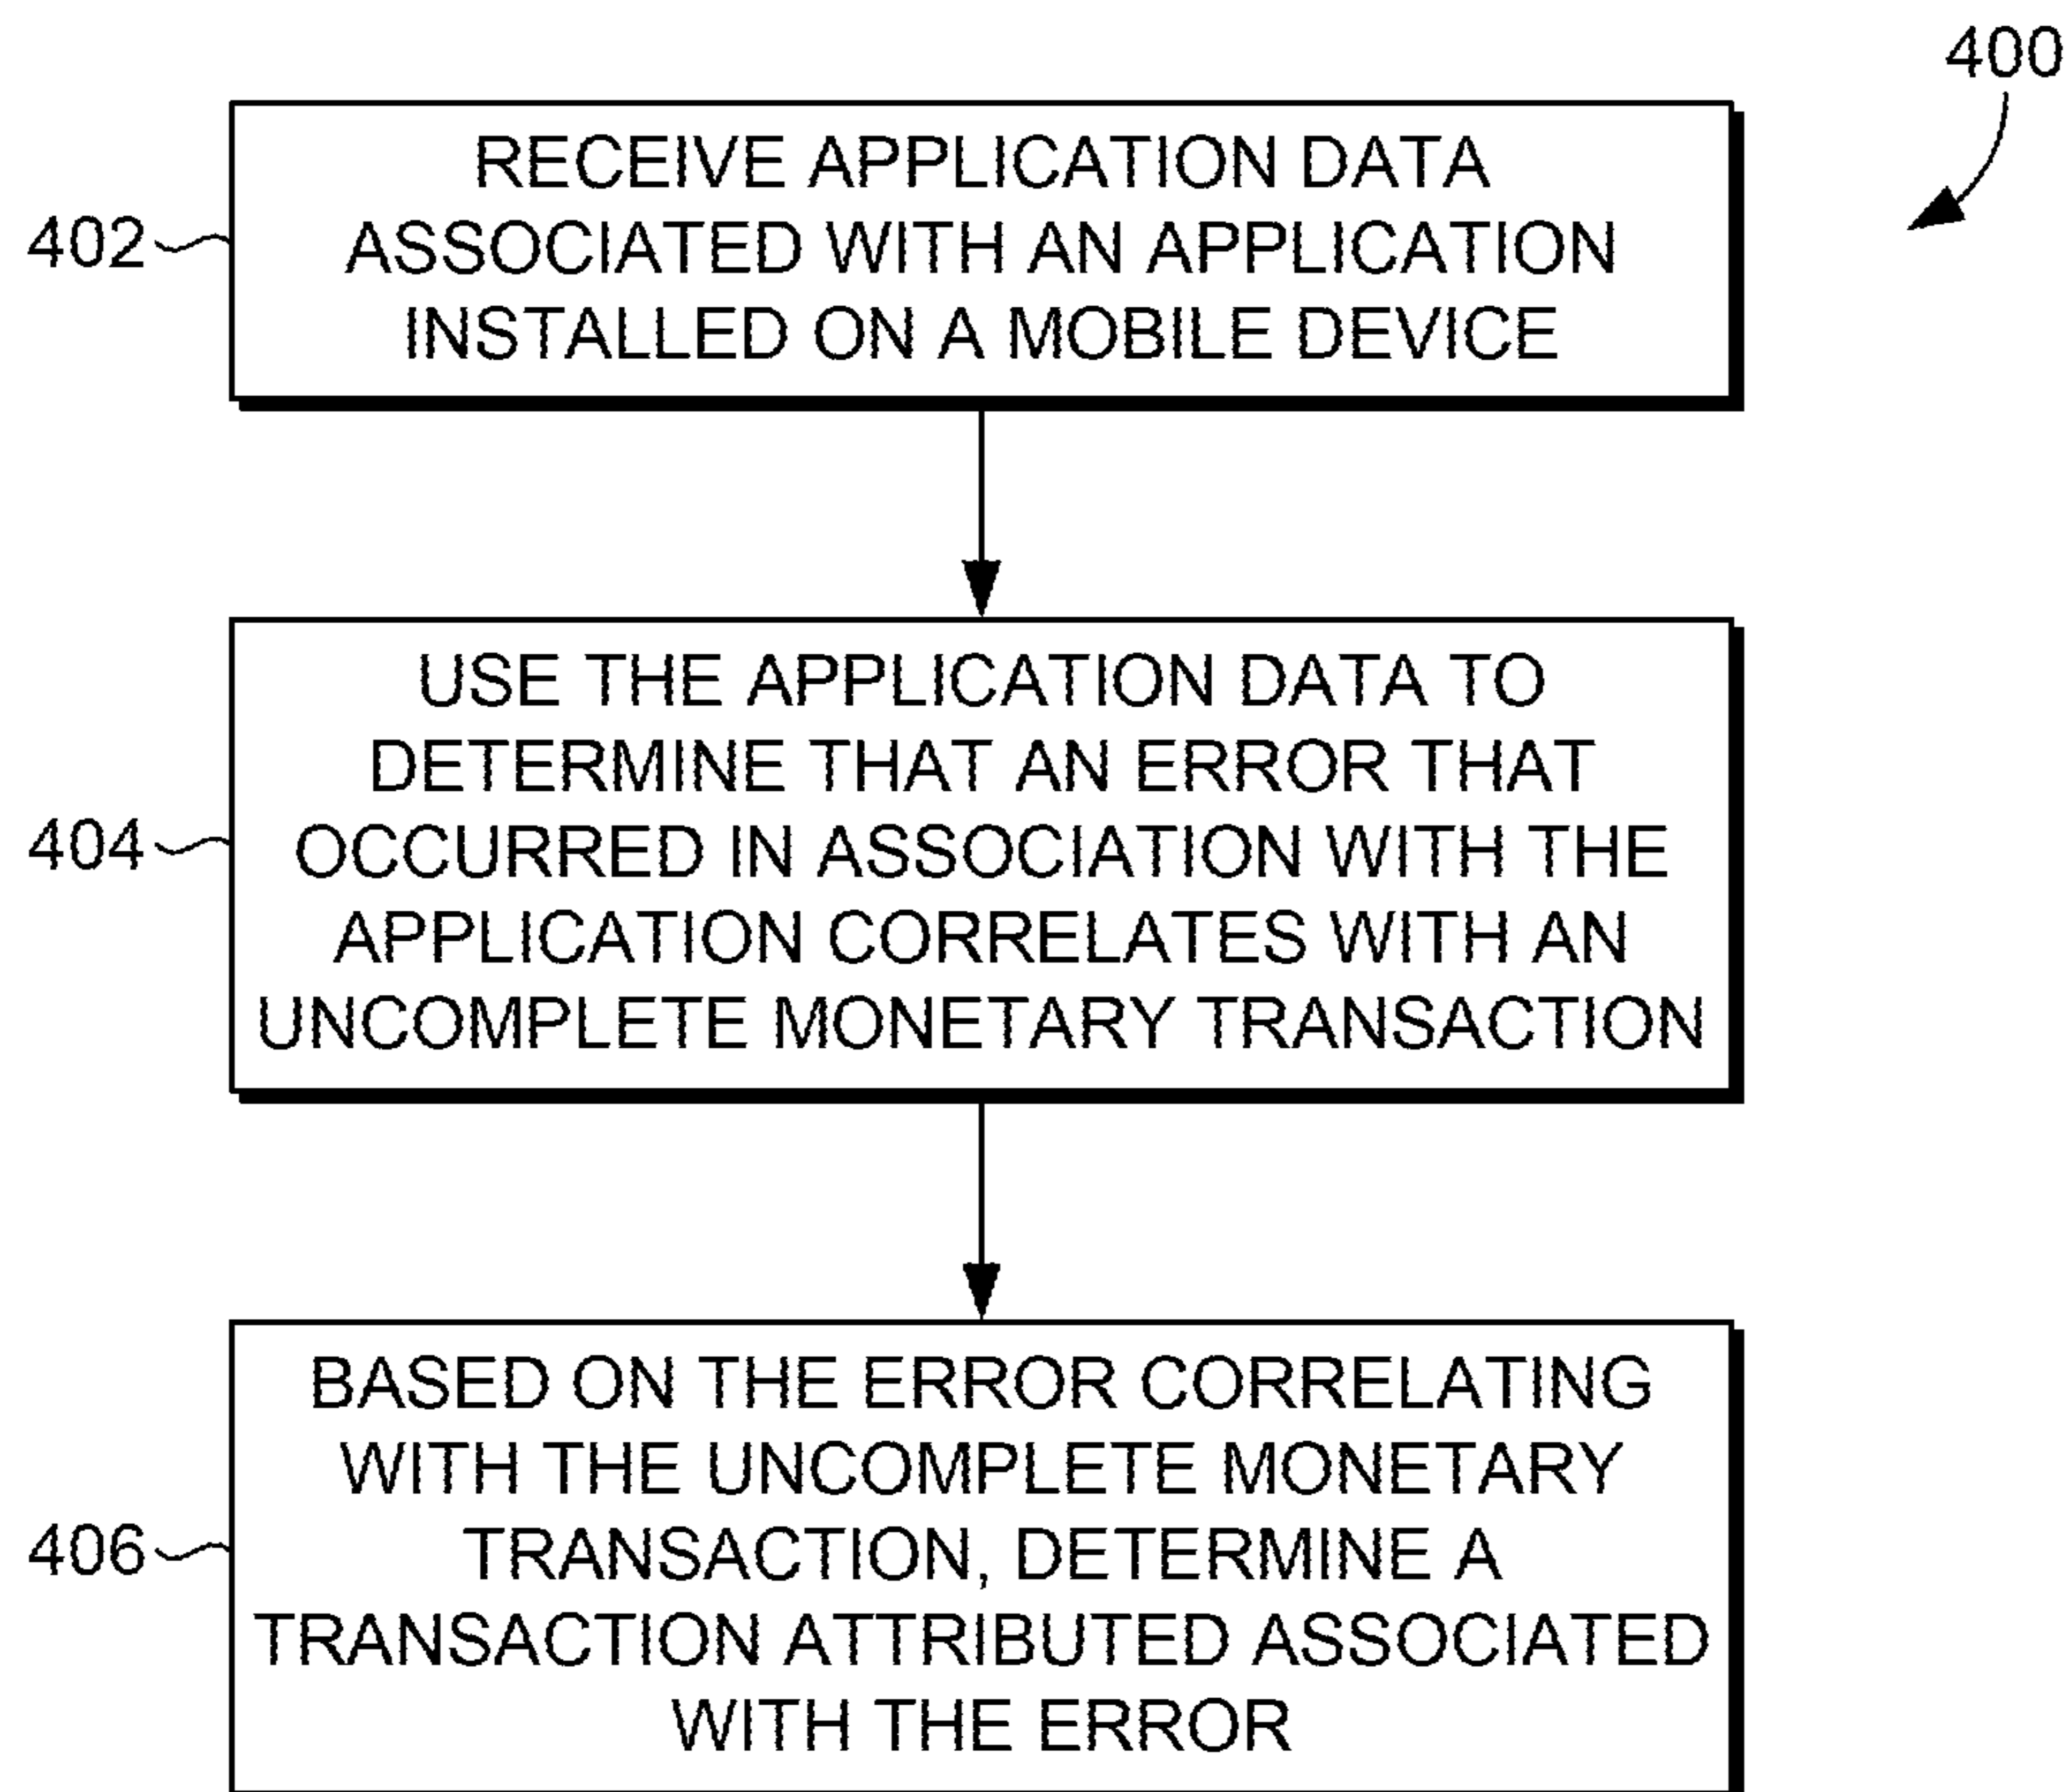 400
RECEIVE APPLICATION DATA
ASSOCIATED WITH AN APPLICATION
INSTALLED ON A MOBILE DEVICE
402
USE THE APPLICATION DATA TO
DETERMINE THAT AN ERROR THAT
OCCURRED IN ASSOCIATION WITH THE
APPLICATION CORRELATES WITH AN
UNCOMPLETE MONETARY TRANSACTION
404
BASED ON THE ERROR CORRELATING
WITH THE UNCOMPLETE MONETARY
TRANSACTION, DETERMINE A
TRANSACTION ATTRIBUTED ASSOCIATED
WITH THE ERROR
406